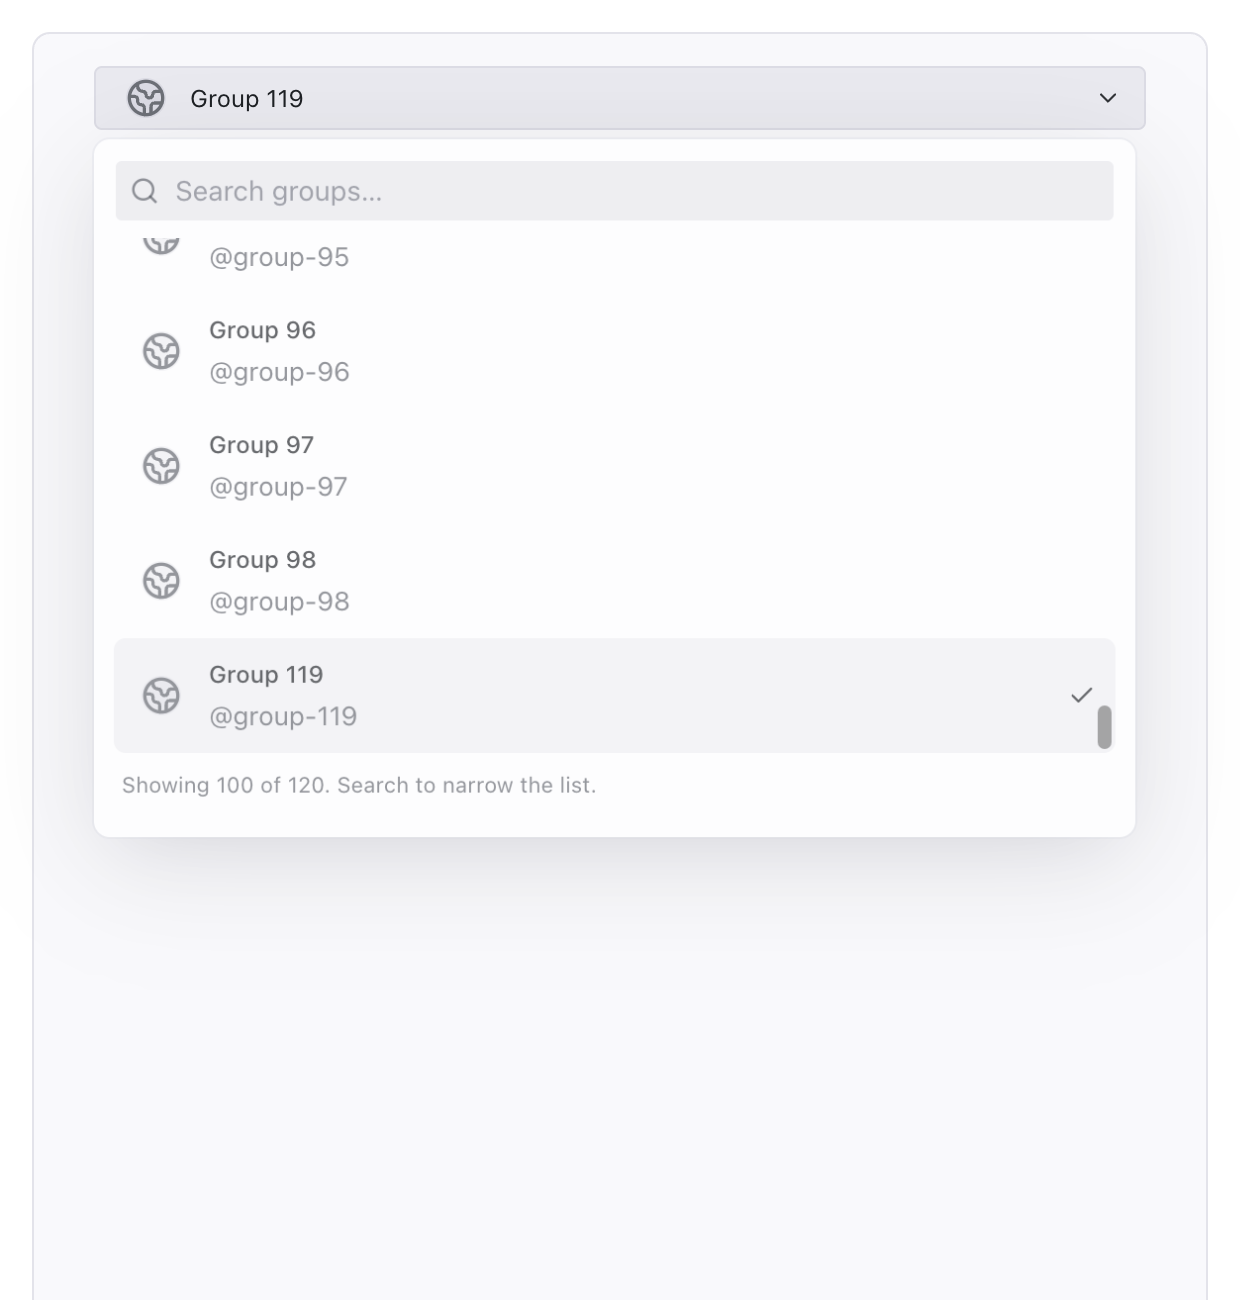 Group 119
Search groups...
@group-95
Group 96
@group-96
Group 97
@group-97
Group 98
@group-98
Group 119
@group-119
Showing 100 of 120. Search to narrow the list.